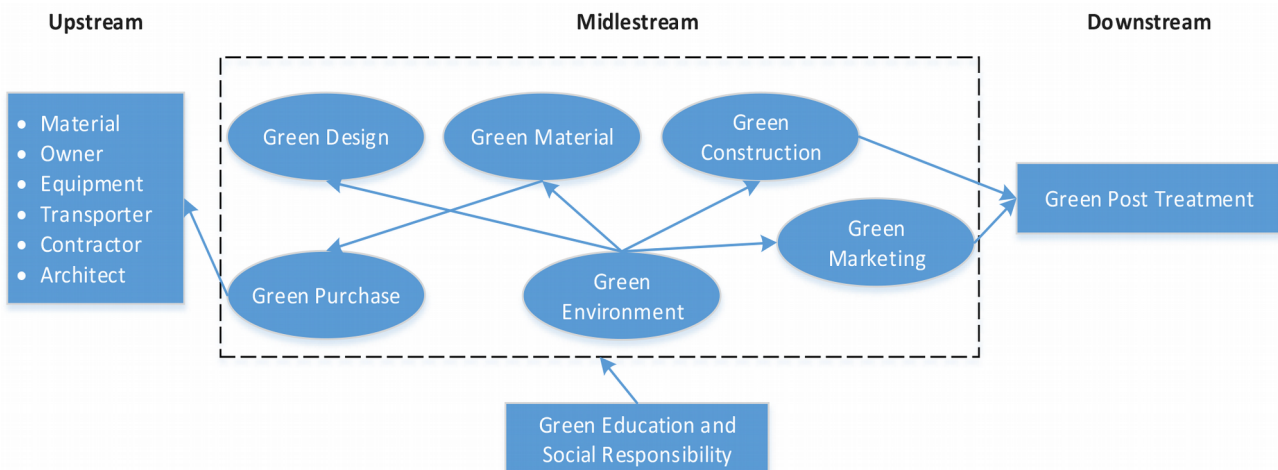 Upstream
Midlestream
Downstream
• Material
• Owner
• Equipment
• Transporter
• Contractor
• Architect
Green Design
Green Material
Green
Construction
Green Post Treatment
Green
Marketing
Green Purchase
Green
Environment
Green Education and
Social Responsibility